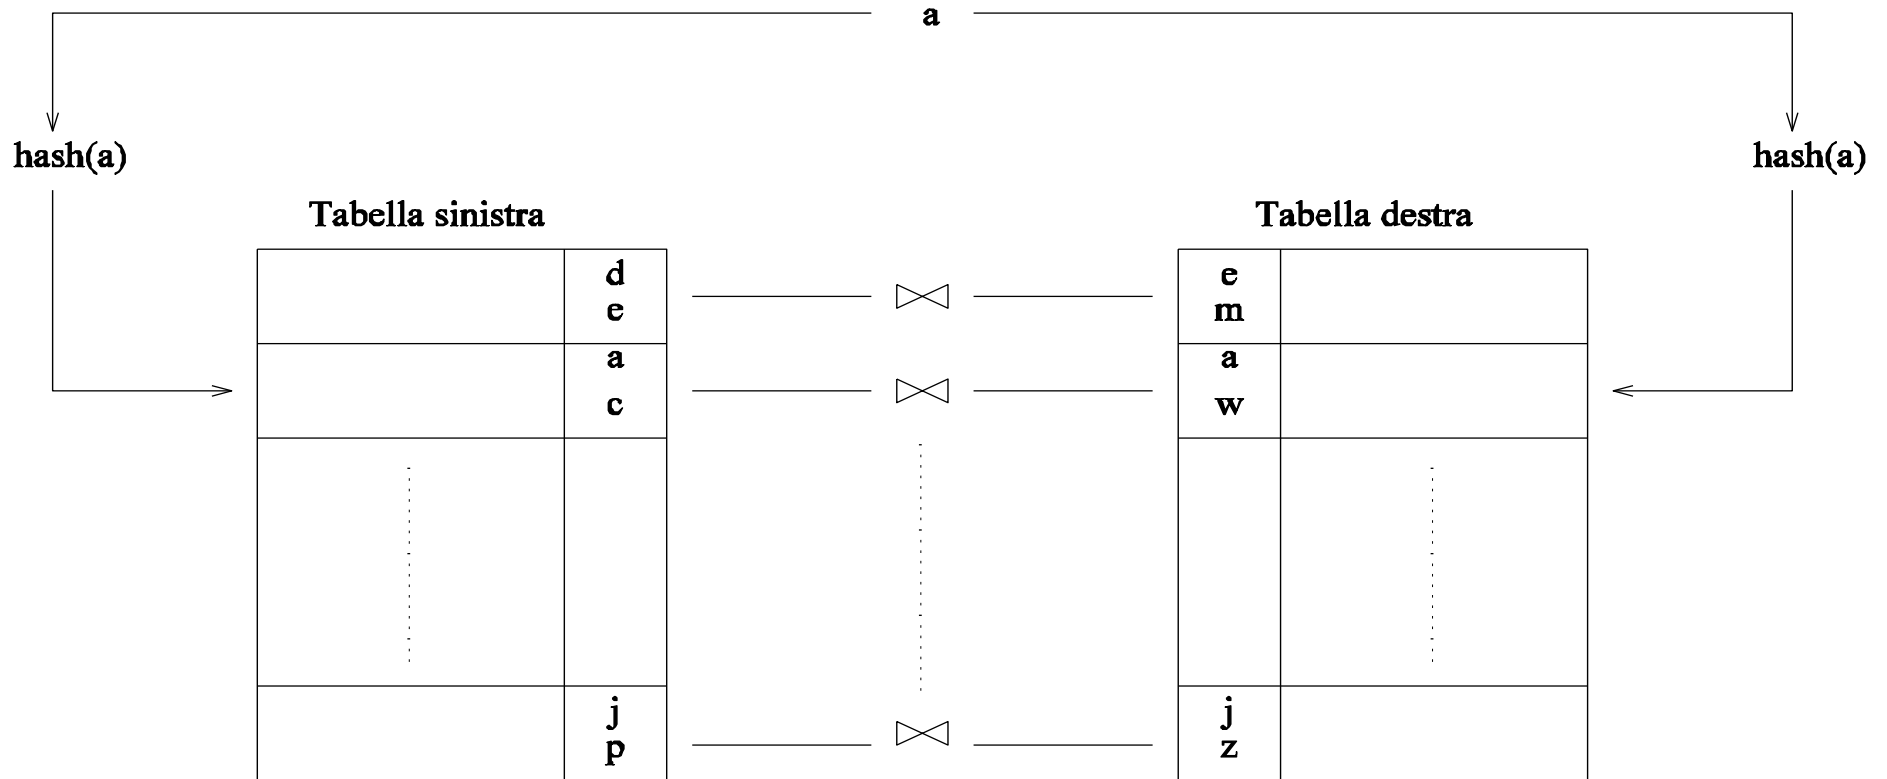 a
hash(a)
hash(a)
Tabella sinistra
Tabella destra
d
e
e
m
a
a
c
w
j
j
p
z